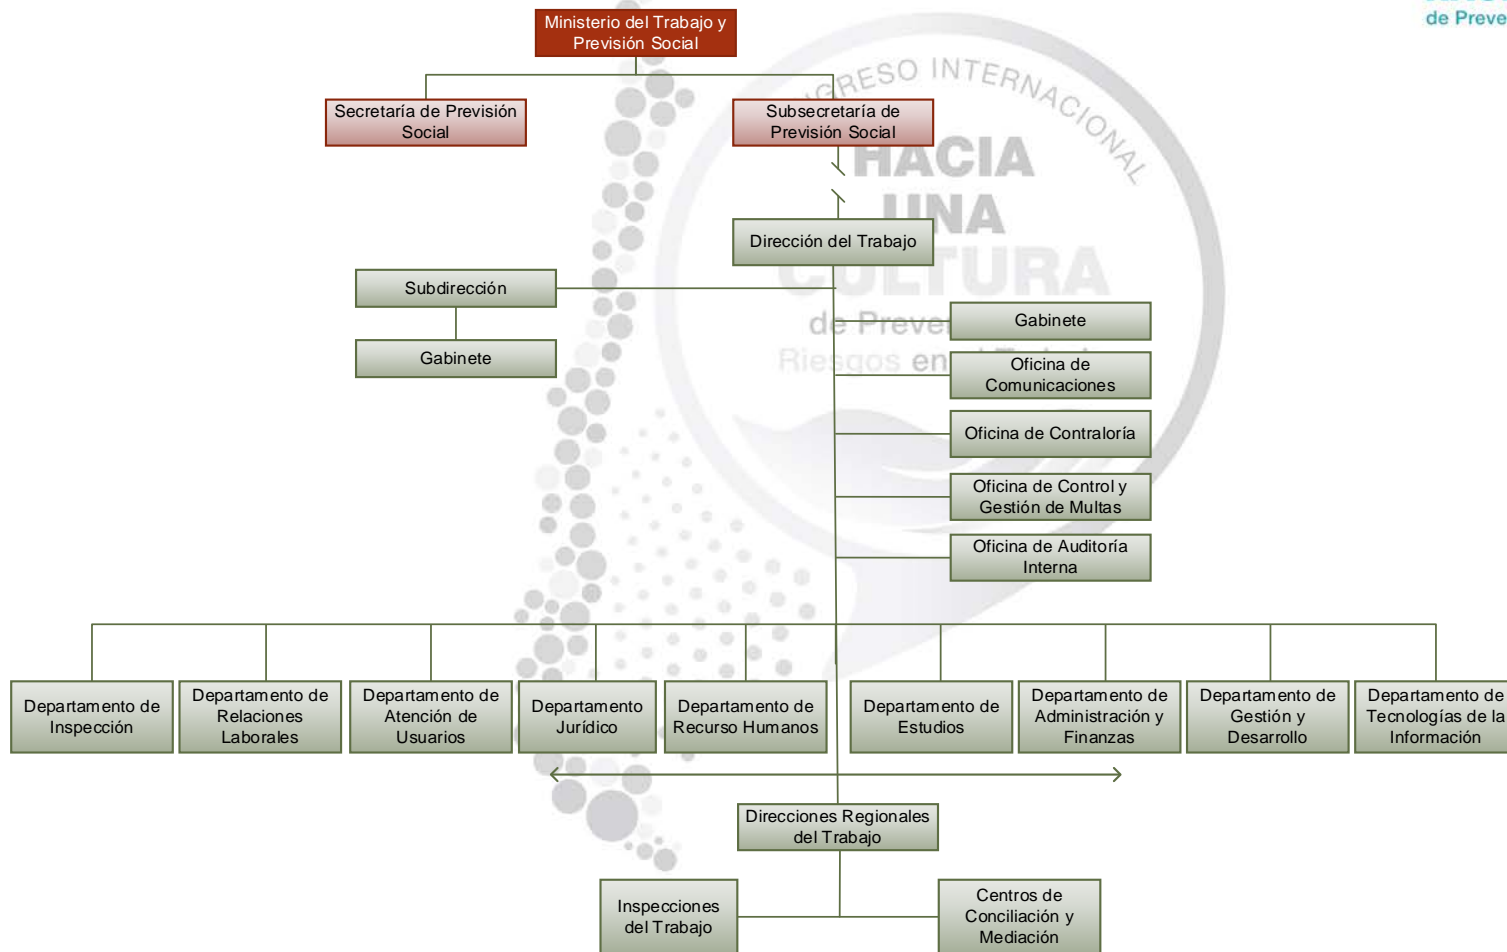 de Preve
Ministerio del Trabajo y
Previsión Social
Secretaría de Previsión
Social
Subsecretaría de
Previsión Social
INTERNACIONAL
HACIA
UNA
CULTURA
de
Riesgos en
Dirección del Trabajo
Subdirección
Gabinete
Gabinete
Oficina de
Comunicaciones
Oficina de Contraloría
Oficina de Control y
Gestión de Multas
Oficina de Auditoría
Interna
Departamento de
Inspección
Departamento de
Relaciones
Laborales
Departamento de
Atención de
Usuarios
Departamento
Jurídico
Departamento de
Recurso Humanos
Departamento de
Estudios
Departamento de
Administración y
Finanzas
Departamento de
Gestión y
Desarrollo
Departamento de
Tecnologías de la
Información
Direcciones Regionales
del Trabajo
Inspecciones
del Trabajo
Centros de
Conciliación y
Mediación